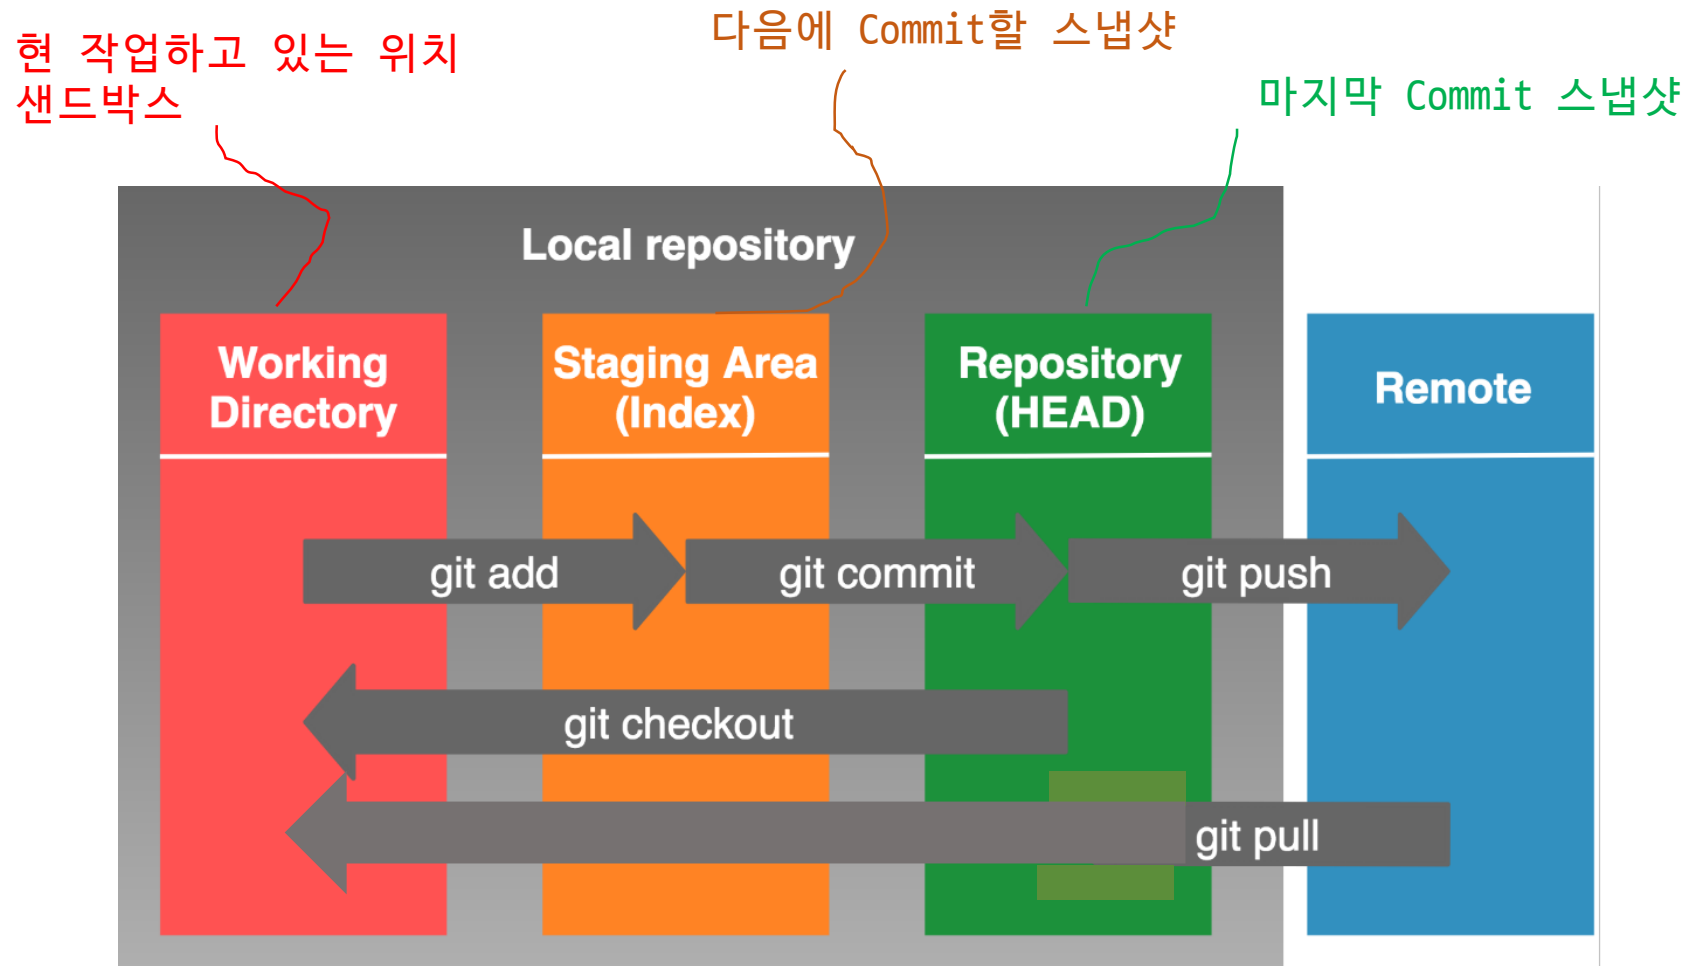 현 작업하고 있는 위치
샌드박스
다음에 Commit할 스냅샷
마지막 Commit 스냅샷
Local repository
Working
Directory
Staging Area
(Index)
Repository
(HEAD)
Remote
git add
git commit
git push
git checkout
git pull